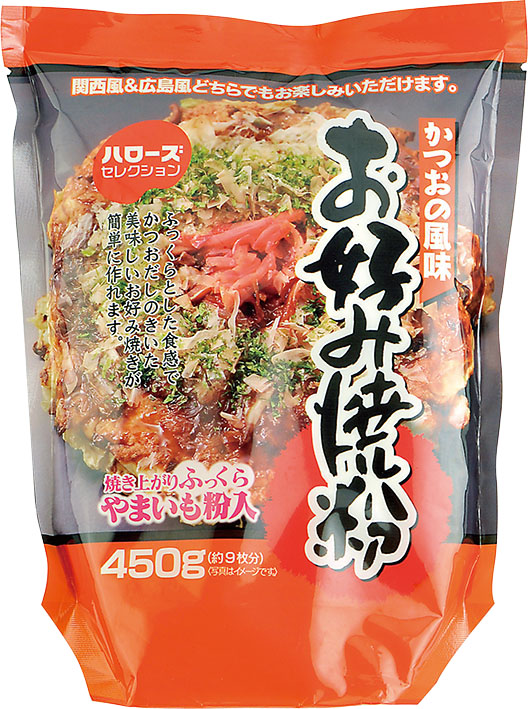 関西風&広島風どちらでもお楽しみいただけます。
ハローズ
セレクション
かつおの風味
お好み焼粉
ふっくらとした食感で
かつおだしのきいた
美味しいお好み焼きが
簡単に作れます。
焼き上がりふっくら
やまいも粉入
450g(約9枚分)
(写真はイメージです)